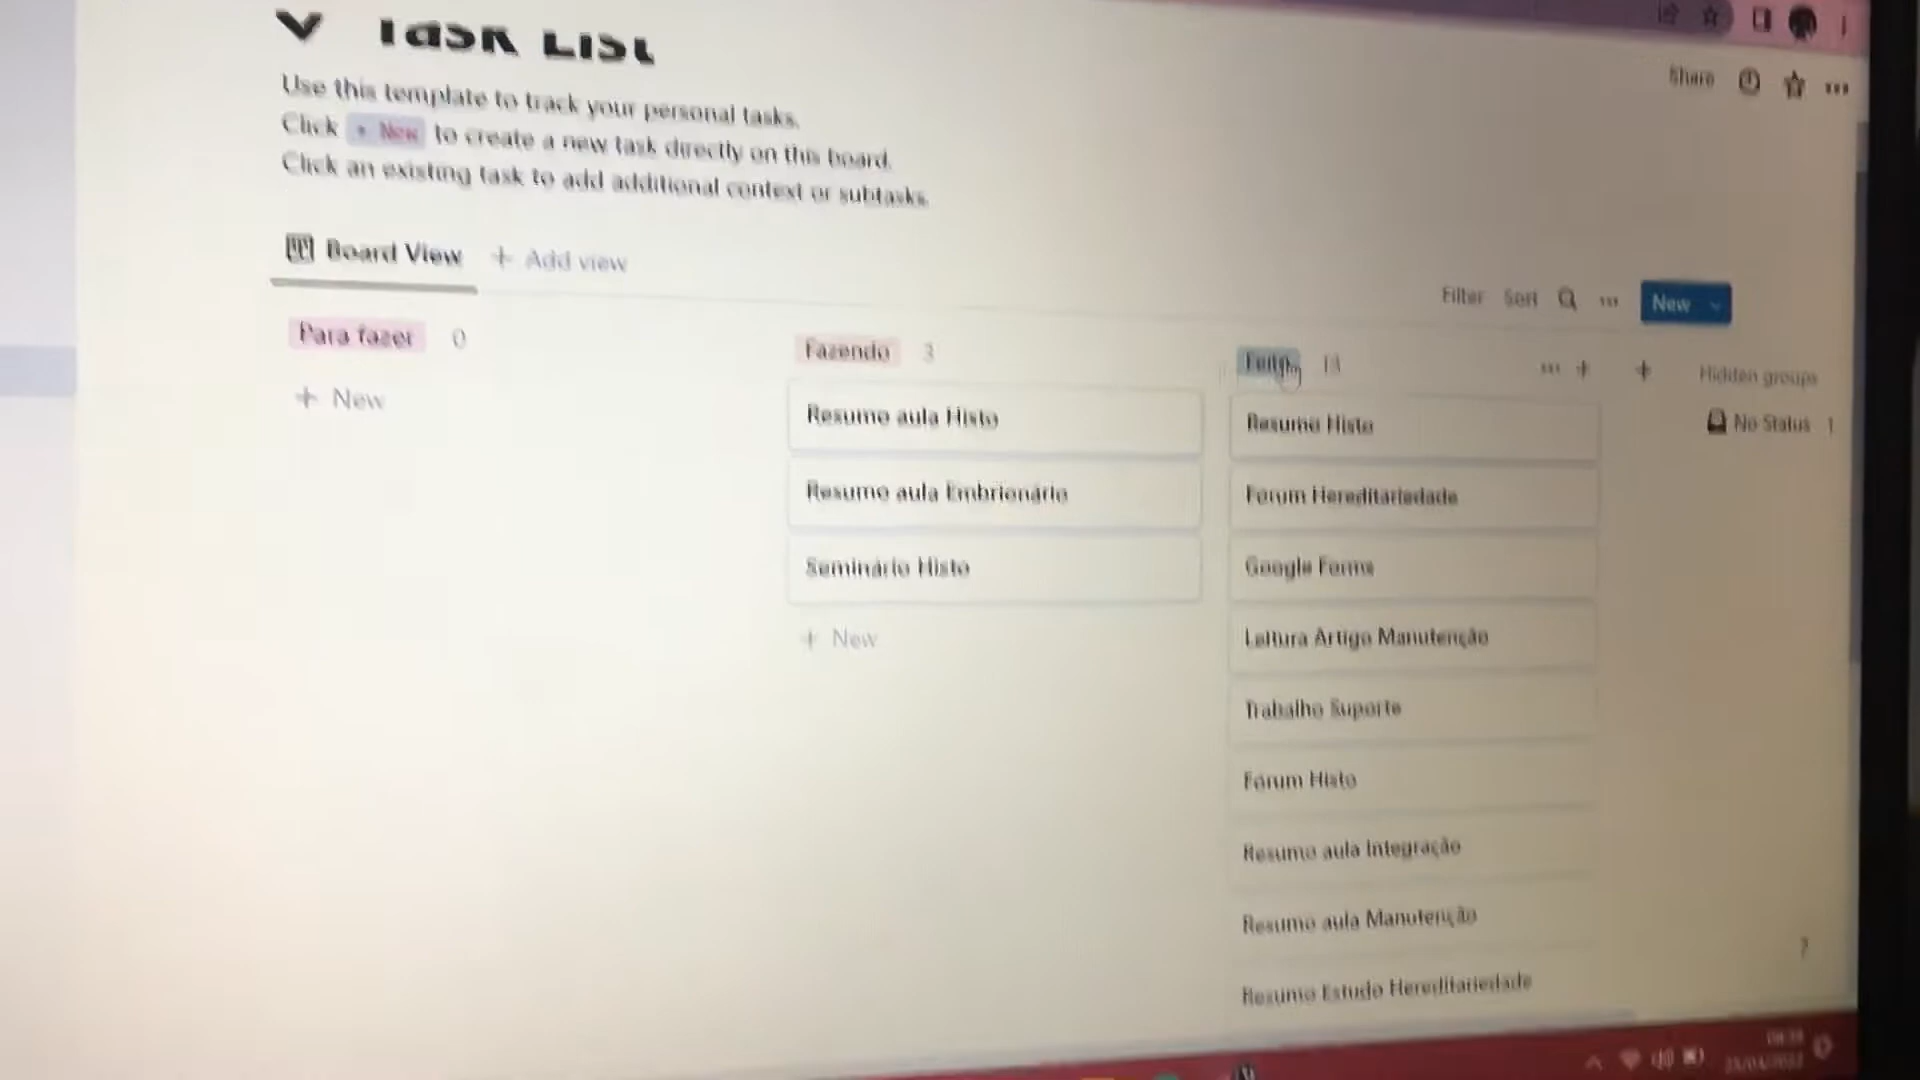 Task List
Use this template to track your personal tasks.
Click + New to create a new task directly on this board.
Click an existing task to add additional context or subtasks.
Share
Board View + Add view
Filter Sort New
Para fazer 0
+ New
Fazendo 3
Resumo aula Histo
Resumo aula Embrionário
Seminário Histo
+ New
Feito 13
Resumo Histo
Forum Hereditariedade
Google Forms
Leitura Artigo Manutenção
Trabalho Suporte
Forum Histo
Resumo aula Integração
Resumo aula Manutenção
Resumo Estudo Hereditariedade
Hidden groups
No Status 1
?